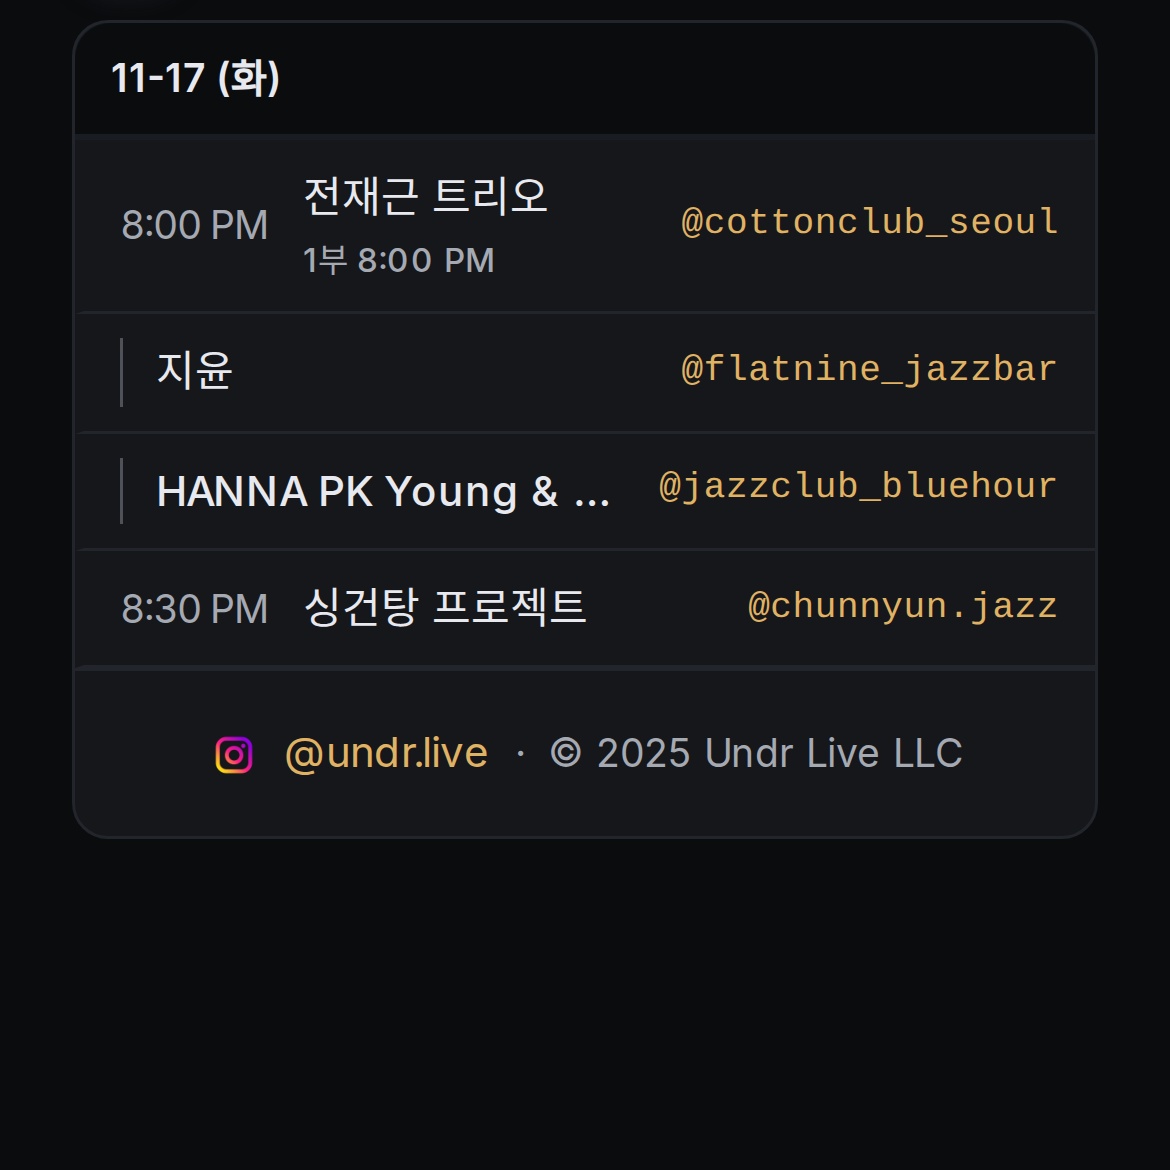 11-17 (화)
8:00 PM 전재근 트리오 @cottonclub_seoul
1부 8:00 PM
지윤 @flatnine_jazzbar
HANNA PK Young & ... @jazzclub_bluehour
8:30 PM 싱건탕 프로젝트 @chunnyun.jazz
@undr.live · © 2025 Undr Live LLC